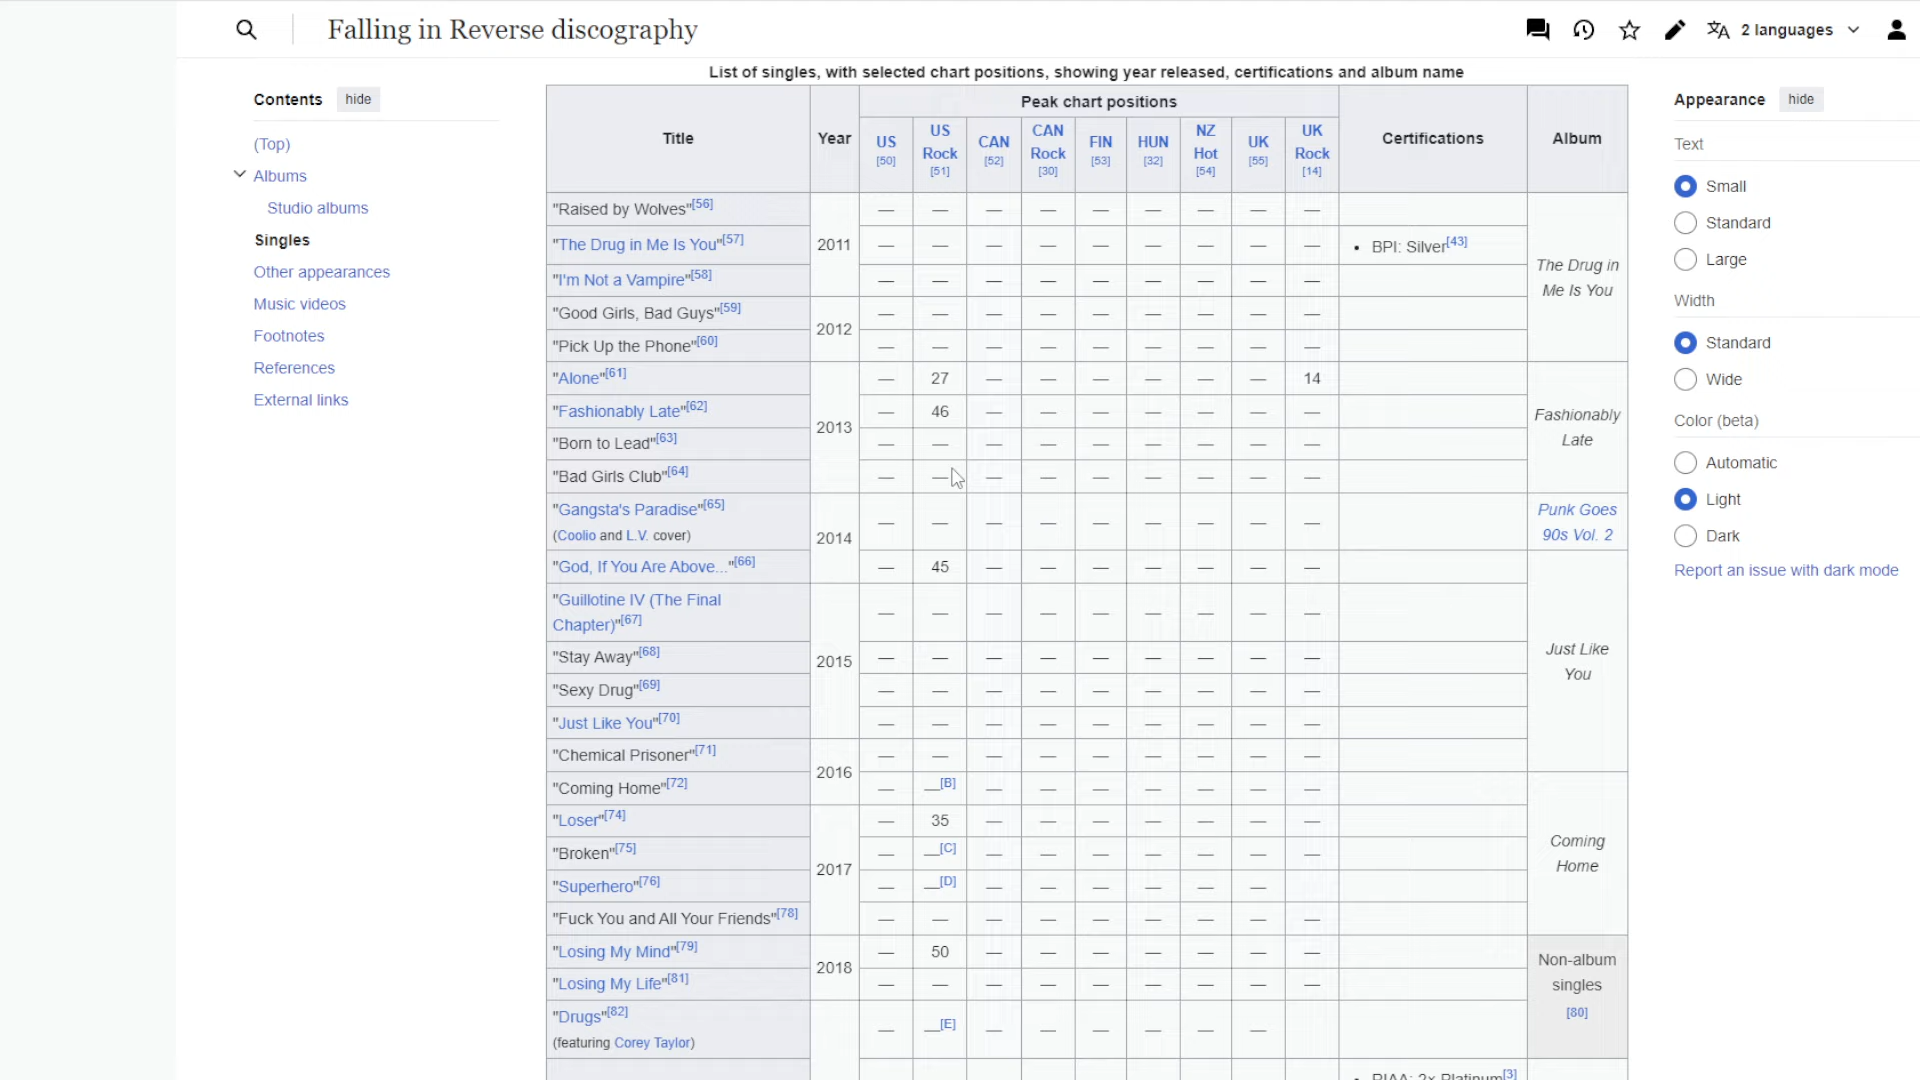 Falling in Reverse discography
2 languages
List of singles, with selected chart positions, showing year released, certifications and album name
Contents hide
(Top)
Albums
Studio albums
Singles
Other appearances
Music videos
Footnotes
References
External links
Title Year Peak chart positions Certifications Album
US [50] US Rock [51] CAN [52] CAN Rock [30] FIN [53] HUN [32] NZ Hot [54] UK [55] UK Rock [14]
"Raised by Wolves"[56] 2011 — — — — — — — — — The Drug in Me Is You
"The Drug in Me Is You"[57] — — — — — — — — — • BPI: Silver[43]
"I'm Not a Vampire"[58] — — — — — — — — —
"Good Girls, Bad Guys"[59] 2012 — — — — — — — — —
"Pick Up the Phone"[60] — — — — — — — — —
"Alone"[61] 2013 — 27 — — — — — — 14 Fashionably Late
"Fashionably Late"[62] — 46 — — — — — — —
"Born to Lead"[63] — — — — — — — — —
"Bad Girls Club"[64] — — — — — — — — —
"Gangsta's Paradise"[65] 2014 — — — — — — — — — Punk Goes 90s Vol. 2
(Coolio and L.V. cover)
"God, If You Are Above..."[66] — 45 — — — — — — — Just Like You
"Guillotine IV (The Final
Chapter)"[67] 2015 — — — — — — — — —
"Stay Away"[68] — — — — — — — — —
"Sexy Drug"[69] — — — — — — — — —
"Just Like You"[70] — — — — — — — — —
"Chemical Prisoner"[71] 2016 — — — — — — — — —
"Coming Home"[72] — —[B] — — — — — — — Coming Home
"Loser"[74] 2017 — 35 — — — — — — —
"Broken"[75] — —[C] — — — — — — —
"Superhero"[76] — —[D] — — — — — — —
"Fuck You and All Your Friends"[78] — — — — — — — — —
"Losing My Mind"[79] 2018 — 50 — — — — — — — Non-album singles [80]
"Losing My Life"[81] — — — — — — — — —
"Drugs"[82] — —[E] — — — — — — —
(featuring Corey Taylor)
• RIAA: 2× Platinum[3]
Appearance hide
Text
Small
Standard
Large
Width
Standard
Wide
Color (beta)
Automatic
Light
Dark
Report an issue with dark mode